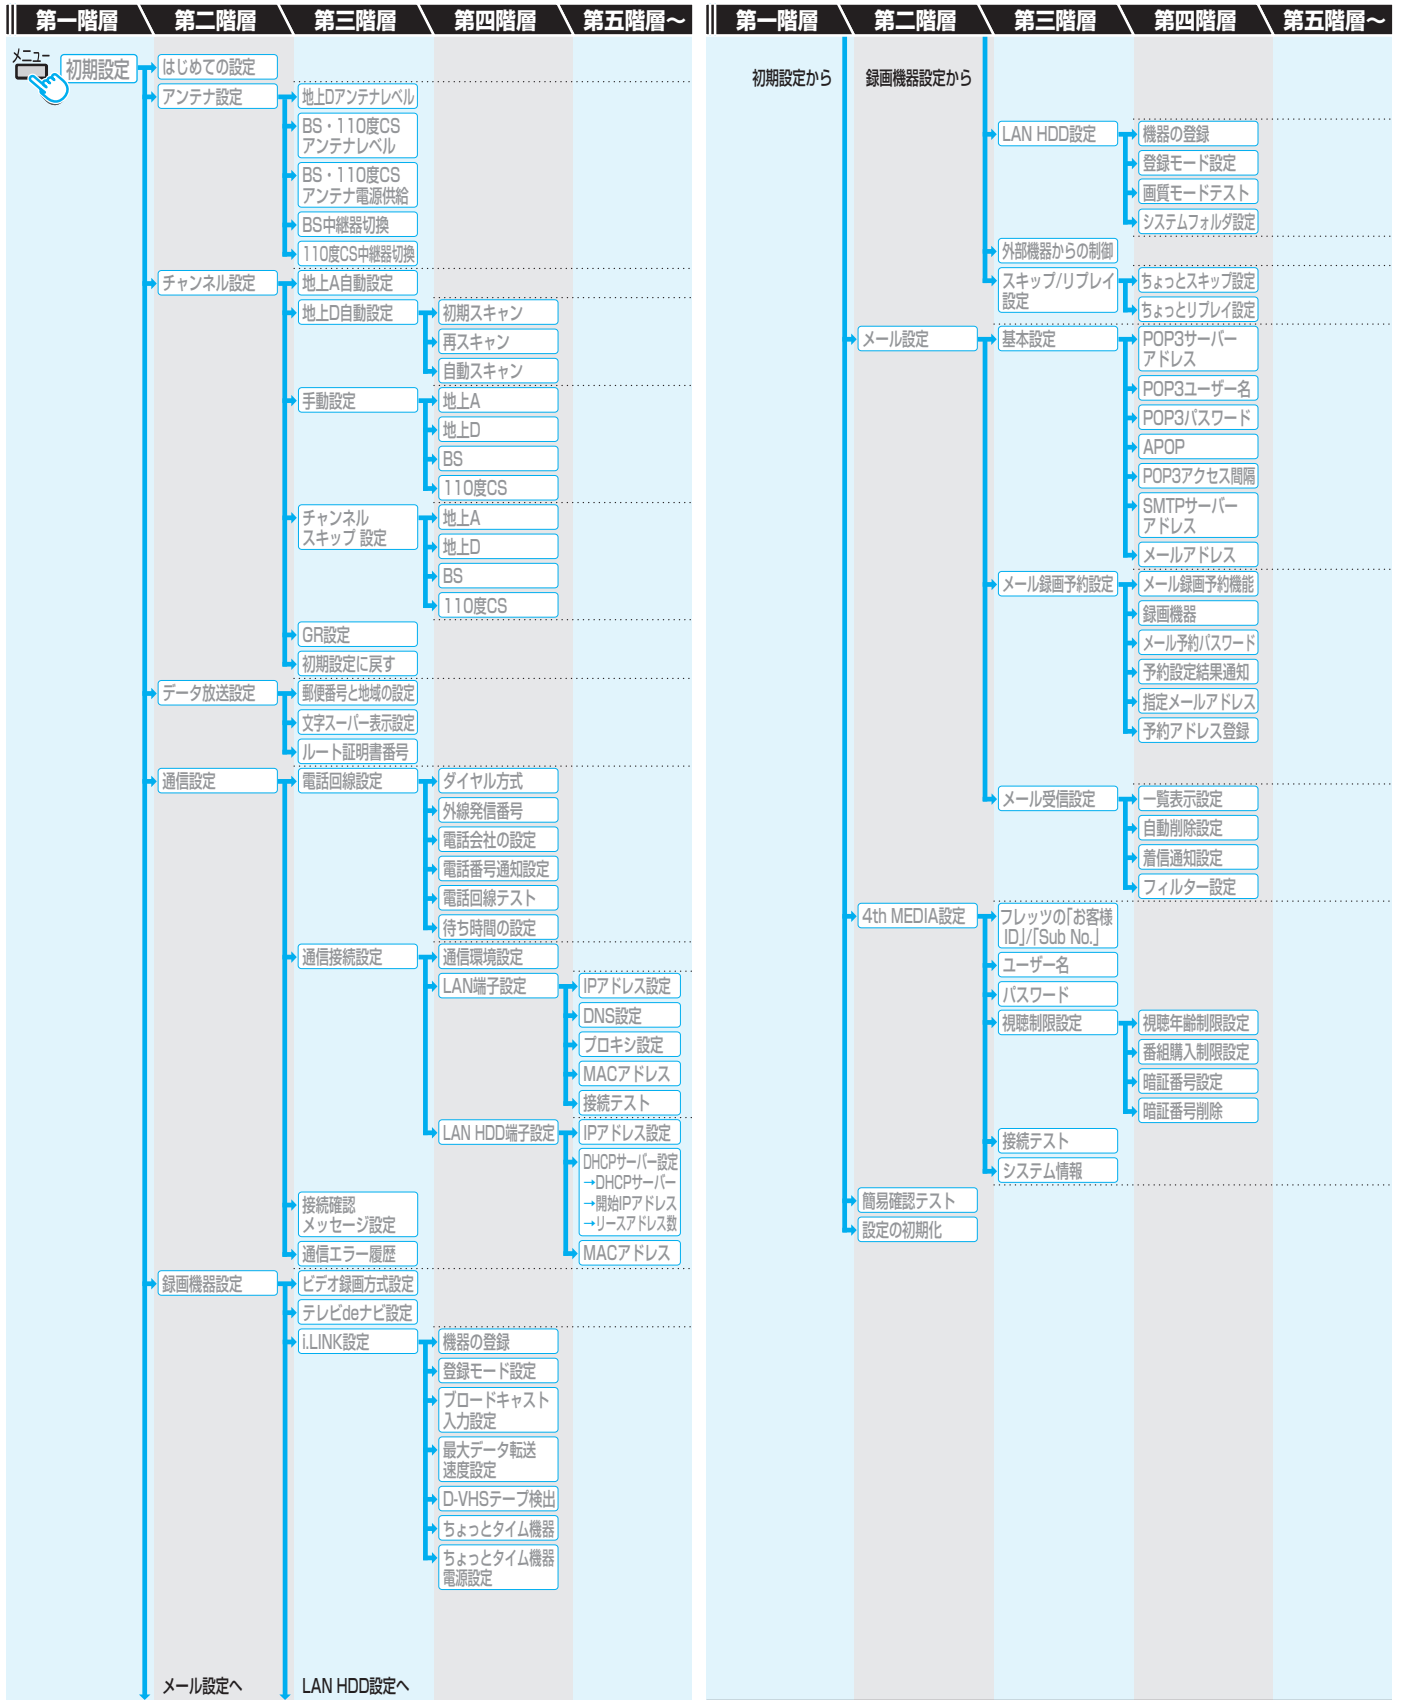 第一階層 第二階層 第三階層 第四階層 第五階層～
メニュー
初期設定
はじめての設定
アンテナ設定
地上Dアンテナレベル
BS・110度CS
アンテナレベル
BS・110度CS
アンテナ電源供給
BS中継器切換
110度CS中継器切換
チャンネル設定
地上A自動設定
地上D自動設定
初期スキャン
再スキャン
自動スキャン
手動設定
地上A
地上D
BS
110度CS
チャンネル
スキップ 設定
地上A
地上D
BS
110度CS
GR設定
初期設定に戻す
データ放送設定
郵便番号と地域の設定
文字スーパー表示設定
ルート証明書番号
通信設定
電話回線設定
ダイヤル方式
外線発信番号
電話会社の設定
電話番号通知設定
電話回線テスト
待ち時間の設定
通信接続設定
通信環境設定
LAN端子設定
IPアドレス設定
DNS設定
プロキシ設定
MACアドレス
接続テスト
LAN HDD端子設定
IPアドレス設定
DHCPサーバー設定
→DHCPサーバー
→開始IPアドレス
→リースアドレス数
MACアドレス
接続確認
メッセージ設定
通信エラー履歴
録画機器設定
ビデオ録画方式設定
テレビdeナビ設定
i.LINK設定
機器の登録
登録モード設定
ブロードキャスト
入力設定
最大データ転送
速度設定
D-VHSテープ検出
ちょっとタイム機器
ちょっとタイム機器
電源設定
メール設定へ
LAN HDD設定へ
第一階層 第二階層 第三階層 第四階層 第五階層～
初期設定から
録画機器設定から
LAN HDD設定
機器の登録
登録モード設定
画質モードテスト
システムフォルダ設定
外部機器からの制御
スキップ/リプレイ
設定
ちょっとスキップ設定
ちょっとリプレイ設定
メール設定
基本設定
POP3サーバー
アドレス
POP3ユーザー名
POP3パスワード
APOP
POP3アクセス間隔
SMTPサーバー
アドレス
メールアドレス
メール録画予約設定
メール録画予約機能
録画機器
メール予約パスワード
予約設定結果通知
指定メールアドレス
予約アドレス登録
メール受信設定
一覧表示設定
自動削除設定
着信通知設定
フィルター設定
4th MEDIA設定
フレッツの「お客様
ID」/「Sub No.」
ユーザー名
パスワード
視聴制限設定
視聴年齢制限設定
番組購入制限設定
暗証番号設定
暗証番号削除
接続テスト
システム情報
簡易確認テスト
設定の初期化